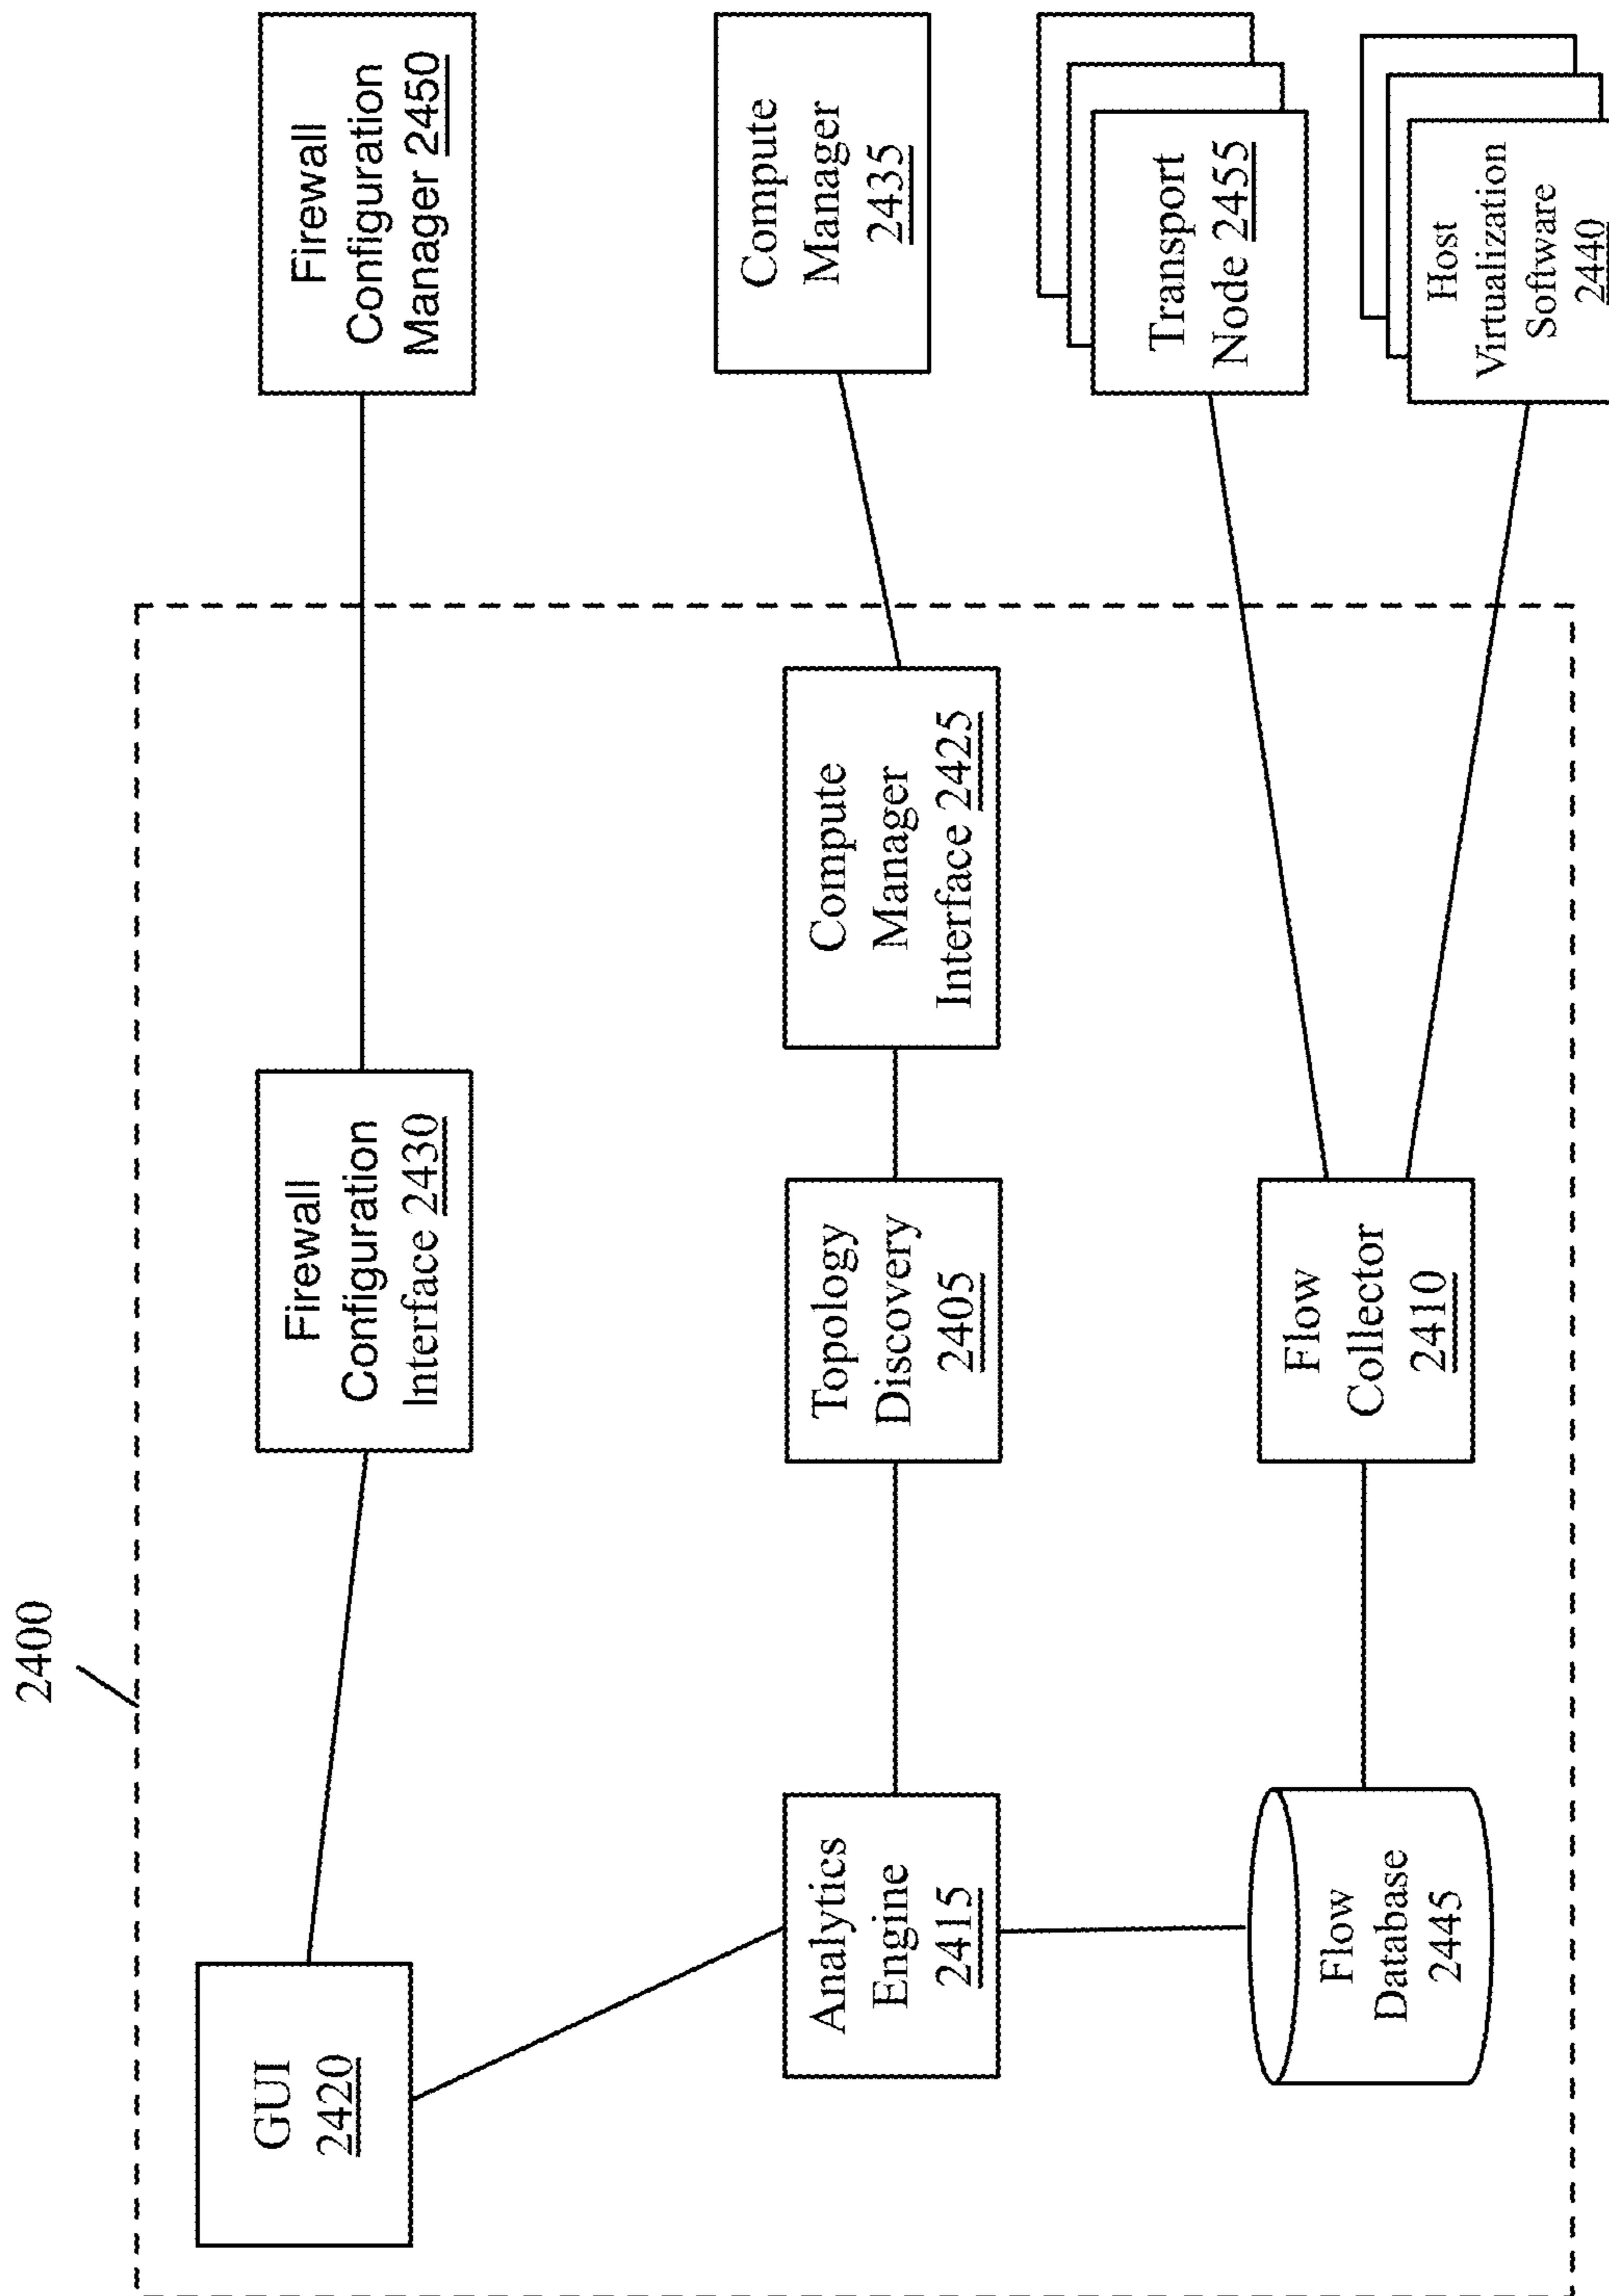 2400
GUI
2420
Firewall
Configuration
Interface 2430
Firewall
Configuration
Manager 2450
Analytics
Engine
2415
Topology
Discovery
2405
Compute
Manager
Interface 2425
Compute
Manager
2435
Transport
Node 2455
Flow
Database
2445
Flow
Collector
2410
Host
Virtualization
Software
2440